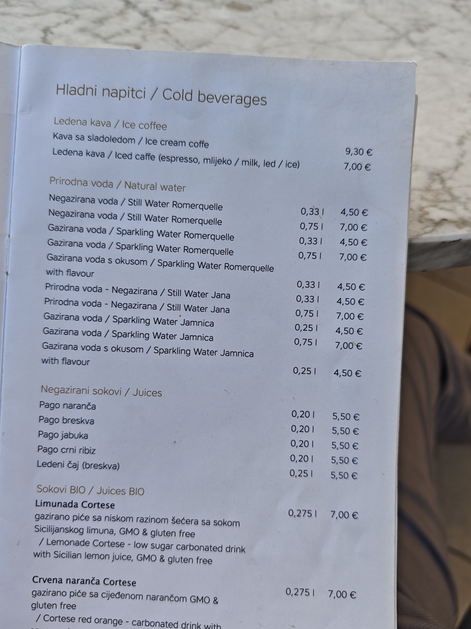 Hladni napitci / Cold beverages
Ledena kava / Ice coffee
Kava sa sladoledom / Ice cream coffe 9,30 €
Ledena kava / Iced caffe (espresso, mlijeko / milk, led / ice) 7,00 €
Prirodna voda / Natural water
Negazirana voda / Still Water Romerquelle 0,33 l 4,50 €
Negazirana voda / Still Water Romerquelle 0,75 l 7,00 €
Gazirana voda / Sparkling Water Romerquelle 0,33 l 4,50 €
Gazirana voda / Sparkling Water Romerquelle 0,75 l 7,00 €
Gazirana voda s okusom / Sparkling Water Romerquelle
with flavour 0,33 l 4,50 €
Prirodna voda - Negazirana / Still Water Jana 0,33 l 4,50 €
Prirodna voda - Negazirana / Still Water Jana 0,75 l 7,00 €
Gazirana voda / Sparkling Water Jamnica 0,25 l 4,50 €
Gazirana voda / Sparkling Water Jamnica 0,75 l 7,00 €
Gazirana voda s okusom / Sparkling Water Jamnica
with flavour 0,25 l 4,50 €
Negazirani sokovi / Juices
Pago naranča 0,20 l 5,50 €
Pago breskva 0,20 l 5,50 €
Pago jabuka 0,20 l 5,50 €
Pago crni ribiz 0,20 l 5,50 €
Ledeni čaj (breskva) 0,25 l 5,50 €
Sokovi BIO / Juices BIO
Limunada Cortese 0,275 l 7,00 €
gazirano piće sa niskom razinom šećera sa sokom
Sicilijanskog limuna, GMO & gluten free
/ Lemonade Cortese - low sugar carbonated drink
with Sicilian lemon juice, GMO & gluten free
Crvena naranča Cortese 0,275 l 7,00 €
gazirano piće sa cijeđenom narančom GMO &
gluten free
/ Cortese red orange - carbonated drink with